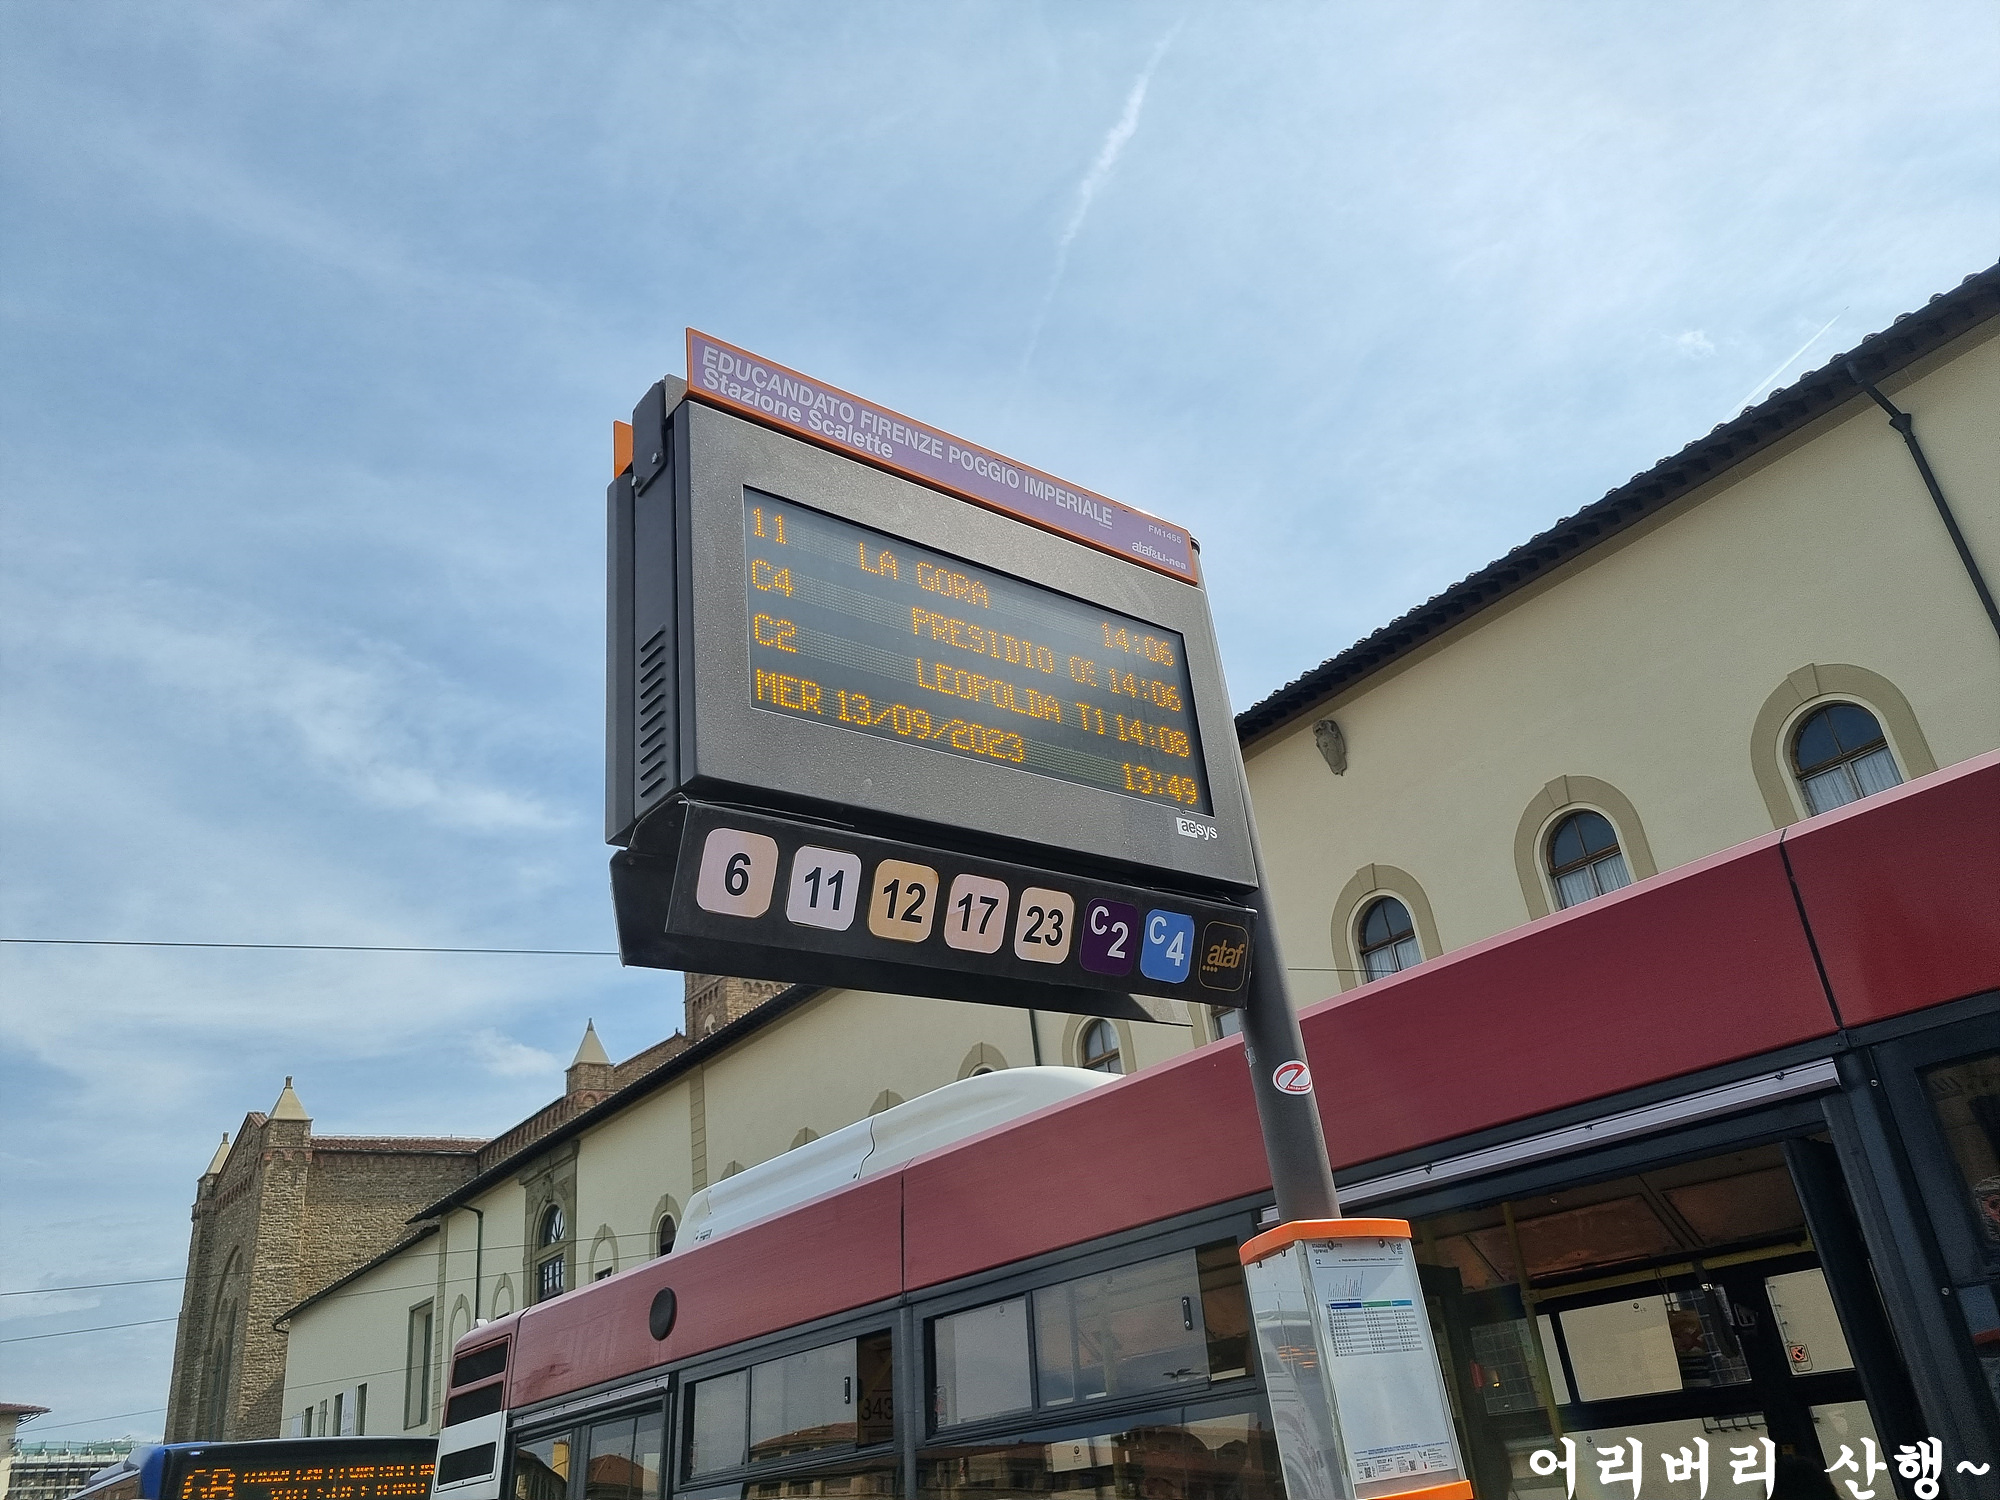 EDUCANDATO FIRENZE POGGIO IMPERIALE
Stazione Scalette
FM1455
ataf&Li-nea
11 LA GORA 14:06
C4 PRESIDIO OS 14:06
C2 LEOPOLDA T1 14:08
MER 13/09/2023 13:49
aesys
6 11 12 17 23 C2 C4 ataf
어리버리 산행~